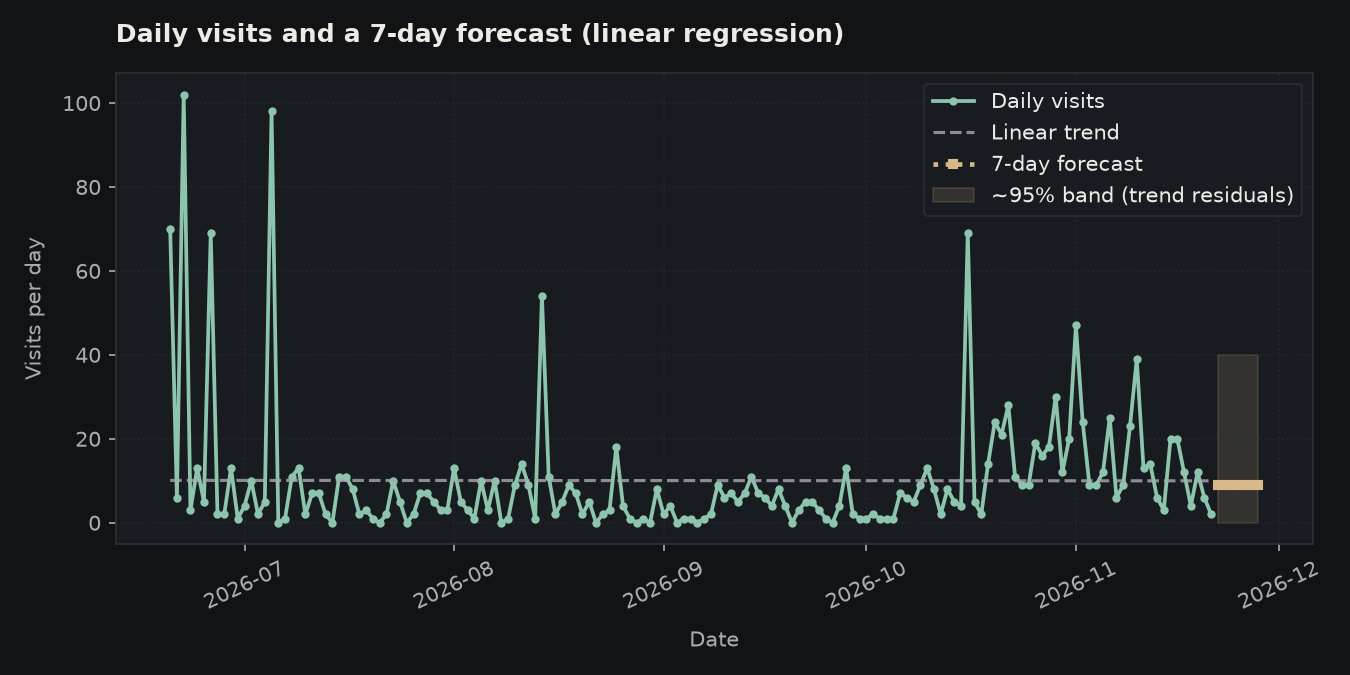 Daily visits and a 7-day forecast (linear regression)
Daily visits
Linear trend
7-day forecast
~95% band (trend residuals)
Visits per day
100
80
60
40
20
0
2026-07
2026-08
2026-09
2026-10
2026-11
2026-12
Date